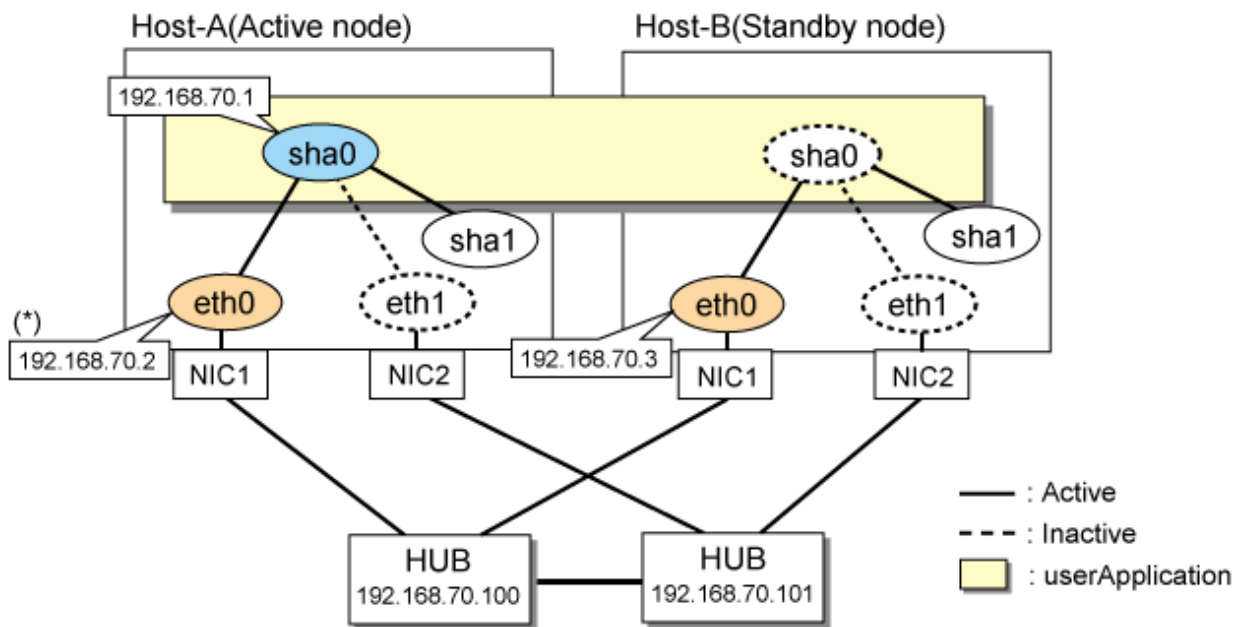 Host-A(Active node)
Host-B(Standby node)
192.168.70.1
sha0
sha0
sha1
sha1
eth0
eth1
eth0
eth1
(*)
192.168.70.2
192.168.70.3
NIC1
NIC2
NIC1
NIC2
: Active
: Inactive
: userApplication
HUB
192.168.70.100
HUB
192.168.70.101